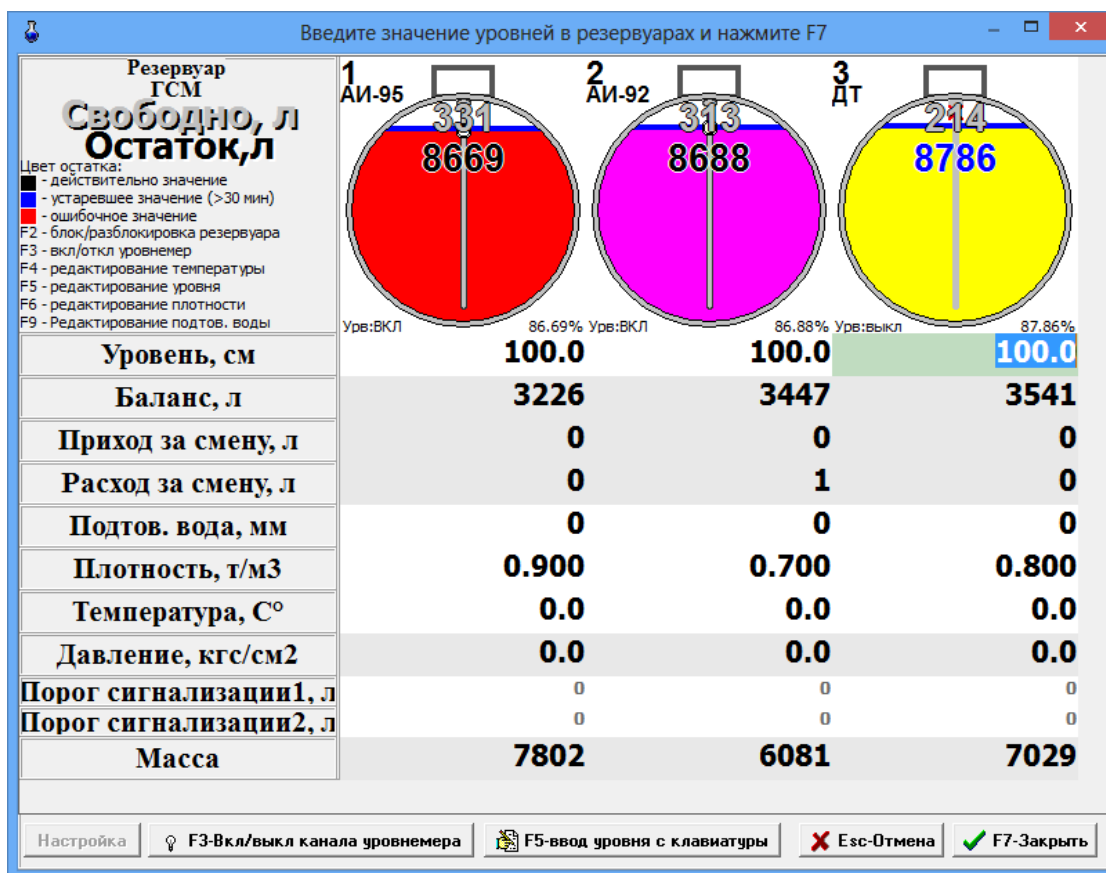 Введите значение уровней в резервуарах и нажмите F7
Резервуар
ГСМ
Свободно, л
Остаток,л
Цвет остатка:
- действительно значение
- устаревшее значение (>30 мин)
- ошибочное значение
F2 - блок/разблокировка резервуара
F3 - вкл/откл уровнемер
F4 - редактирование температуры
F5 - редактирование уровня
F6 - редактирование плотности
F9 - Редактирование подтов. воды
1
АИ-95
331
8669
Урв:ВКЛ 86.69%
2
АИ-92
313
8688
Урв:ВКЛ 86.88%
3
ДТ
214
8786
Урв:выкл 87.86%
Уровень, см 100.0 100.0 100.0
Баланс, л 3226 3447 3541
Приход за смену, л 0 0 0
Расход за смену, л 0 1 0
Подтов. вода, мм 0 0 0
Плотность, т/м3 0.900 0.700 0.800
Температура, С° 0.0 0.0 0.0
Давление, кгс/см2 0.0 0.0 0.0
Порог сигнализации1, л 0 0 0
Порог сигнализации2, л 0 0 0
Масса 7802 6081 7029
Настройка F3-Вкл/выкл канала уровнемера F5-ввод уровня с клавиатуры Esc-Отмена F7-Закрыть